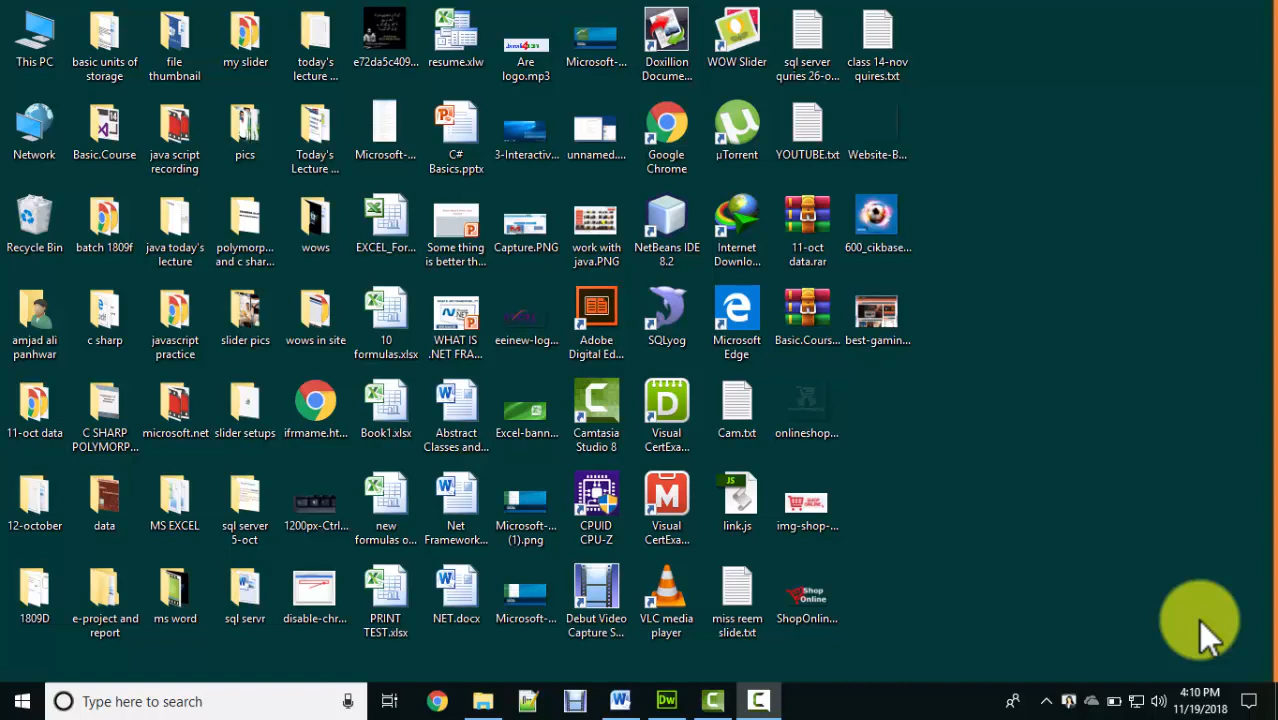 This PC
basic units of
storage
file
thumbnail
my slider
today's
lecture ...
e72da5c409...
resume.xlw
Are
logo.mp3
Microsoft-...
Doxillion
Docume...
WOW Slider
sql server
quries 26-o...
class 14-nov
quires.txt
Network
Basic.Course
java script
recording
pics
Today's
Lecture ...
Microsoft-...
C#
Basics.pptx
3-Interactiv...
unnamed....
Google
Chrome
µTorrent
YOUTUBE.txt
Website-B...
Recycle Bin
batch 1809f
java today's
lecture
polymorp...
and c shar...
wows
EXCEL_For...
Some thing
is better th...
Capture.PNG
work with
java.PNG
NetBeans IDE
8.2
Internet
Downlo...
11-oct
data.rar
600_cikbase...
amjad ali
panhwar
c sharp
javascript
practice
slider pics
wows in site
10
formulas.xlsx
WHAT IS
.NET FRA...
eeinew-log...
Adobe
Digital Ed...
SQLyog
Microsoft
Edge
Basic.Cours...
best-gamin...
11-oct data
C SHARP
POLYMORP...
microsoft.net
slider setups
ifrmame.ht...
Book1.xlsx
Abstract
Classes and...
Excel-bann...
Camtasia
Studio 8
Visual
CertExa...
Cam.txt
onlineshop...
12-october
data
MS EXCEL
sql server
5-oct
1200px-Ctrl...
new
formulas o...
Net
Framework...
Microsoft-...
(1).png
CPUID
CPU-Z
Visual
CertExa...
JS
link.js
img-shop-...
1809D
e-project and
report
ms word
sql servr
disable-chr...
PRINT
TEST.xlsx
NET.docx
Microsoft-...
Debut Video
Capture S...
VLC media
player
miss reem
slide.txt
Shop
Online
ShopOnlin...
Type here to search
Dw
4:10 PM
11/19/2018